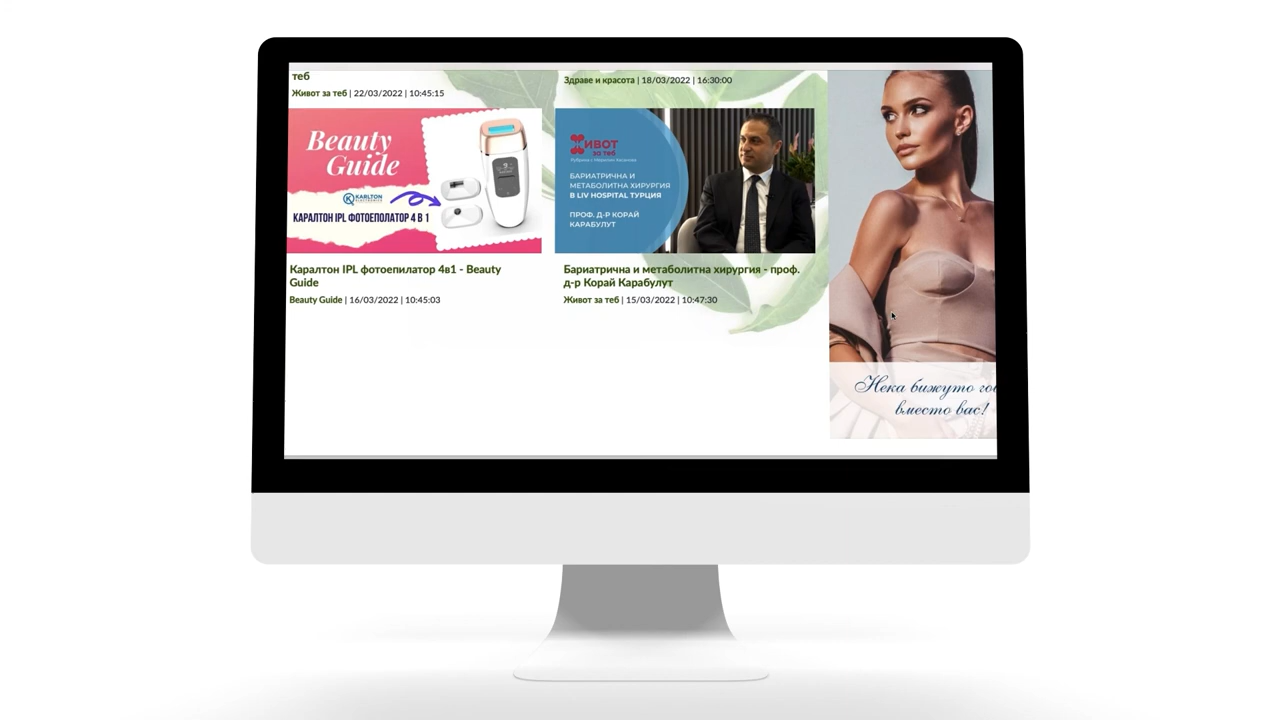 теб
Живот за теб | 22/03/2022 | 10:45:15
Здраве и красота | 18/03/2022 | 16:30:00
Beauty
Guide
KARLTON
КАРАЛТОН IPL ФОТОЕПОЛАТОР 4 В 1
Каралтон IPL фотоепилатор 4в1 - Beauty
Guide
Beauty Guide | 16/03/2022 | 10:45:03
ЖИВОТ
за теб
БАРИАТРИЧНА И
МЕТАБОЛИТНА ХИРУРГИЯ
В LIV HOSPITAL ТУРЦИЯ
ПРОФ. Д-Р КОРАЙ
КАРАБУЛУТ
Бариатрична и метаболитна хирургия - проф.
д-р Корай Карабулут
Живот за теб | 15/03/2022 | 10:47:30
Нека бижуто го
вместо вас!